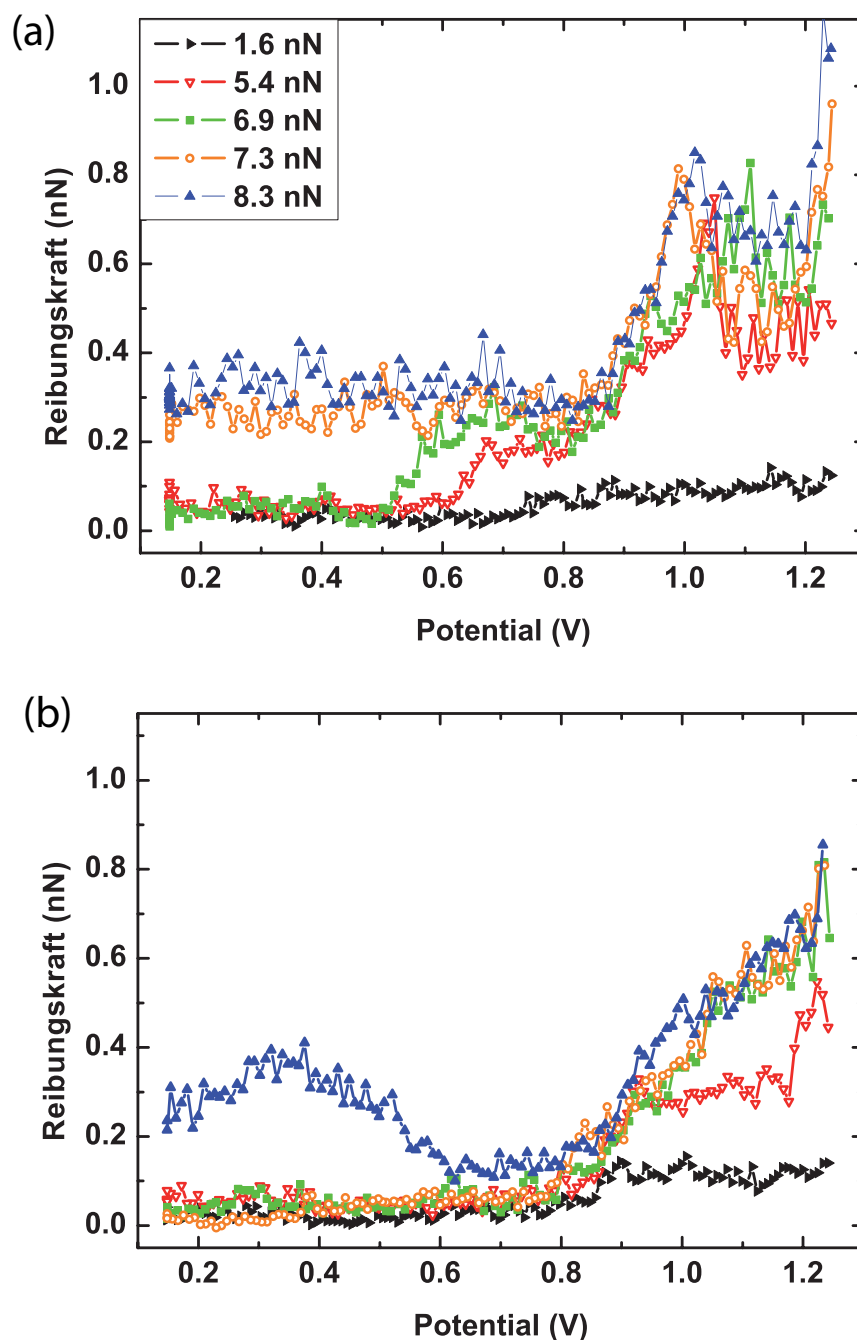 (a)
1.6 nN
5.4 nN
6.9 nN
7.3 nN
8.3 nN
Reibungskraft (nN)
1.0
0.8
0.6
0.4
0.2
0.0
0.2 0.4 0.6 0.8 1.0 1.2
Potential (V)
(b)
Reibungskraft (nN)
1.0
0.8
0.6
0.4
0.2
0.0
0.2 0.4 0.6 0.8 1.0 1.2
Potential (V)